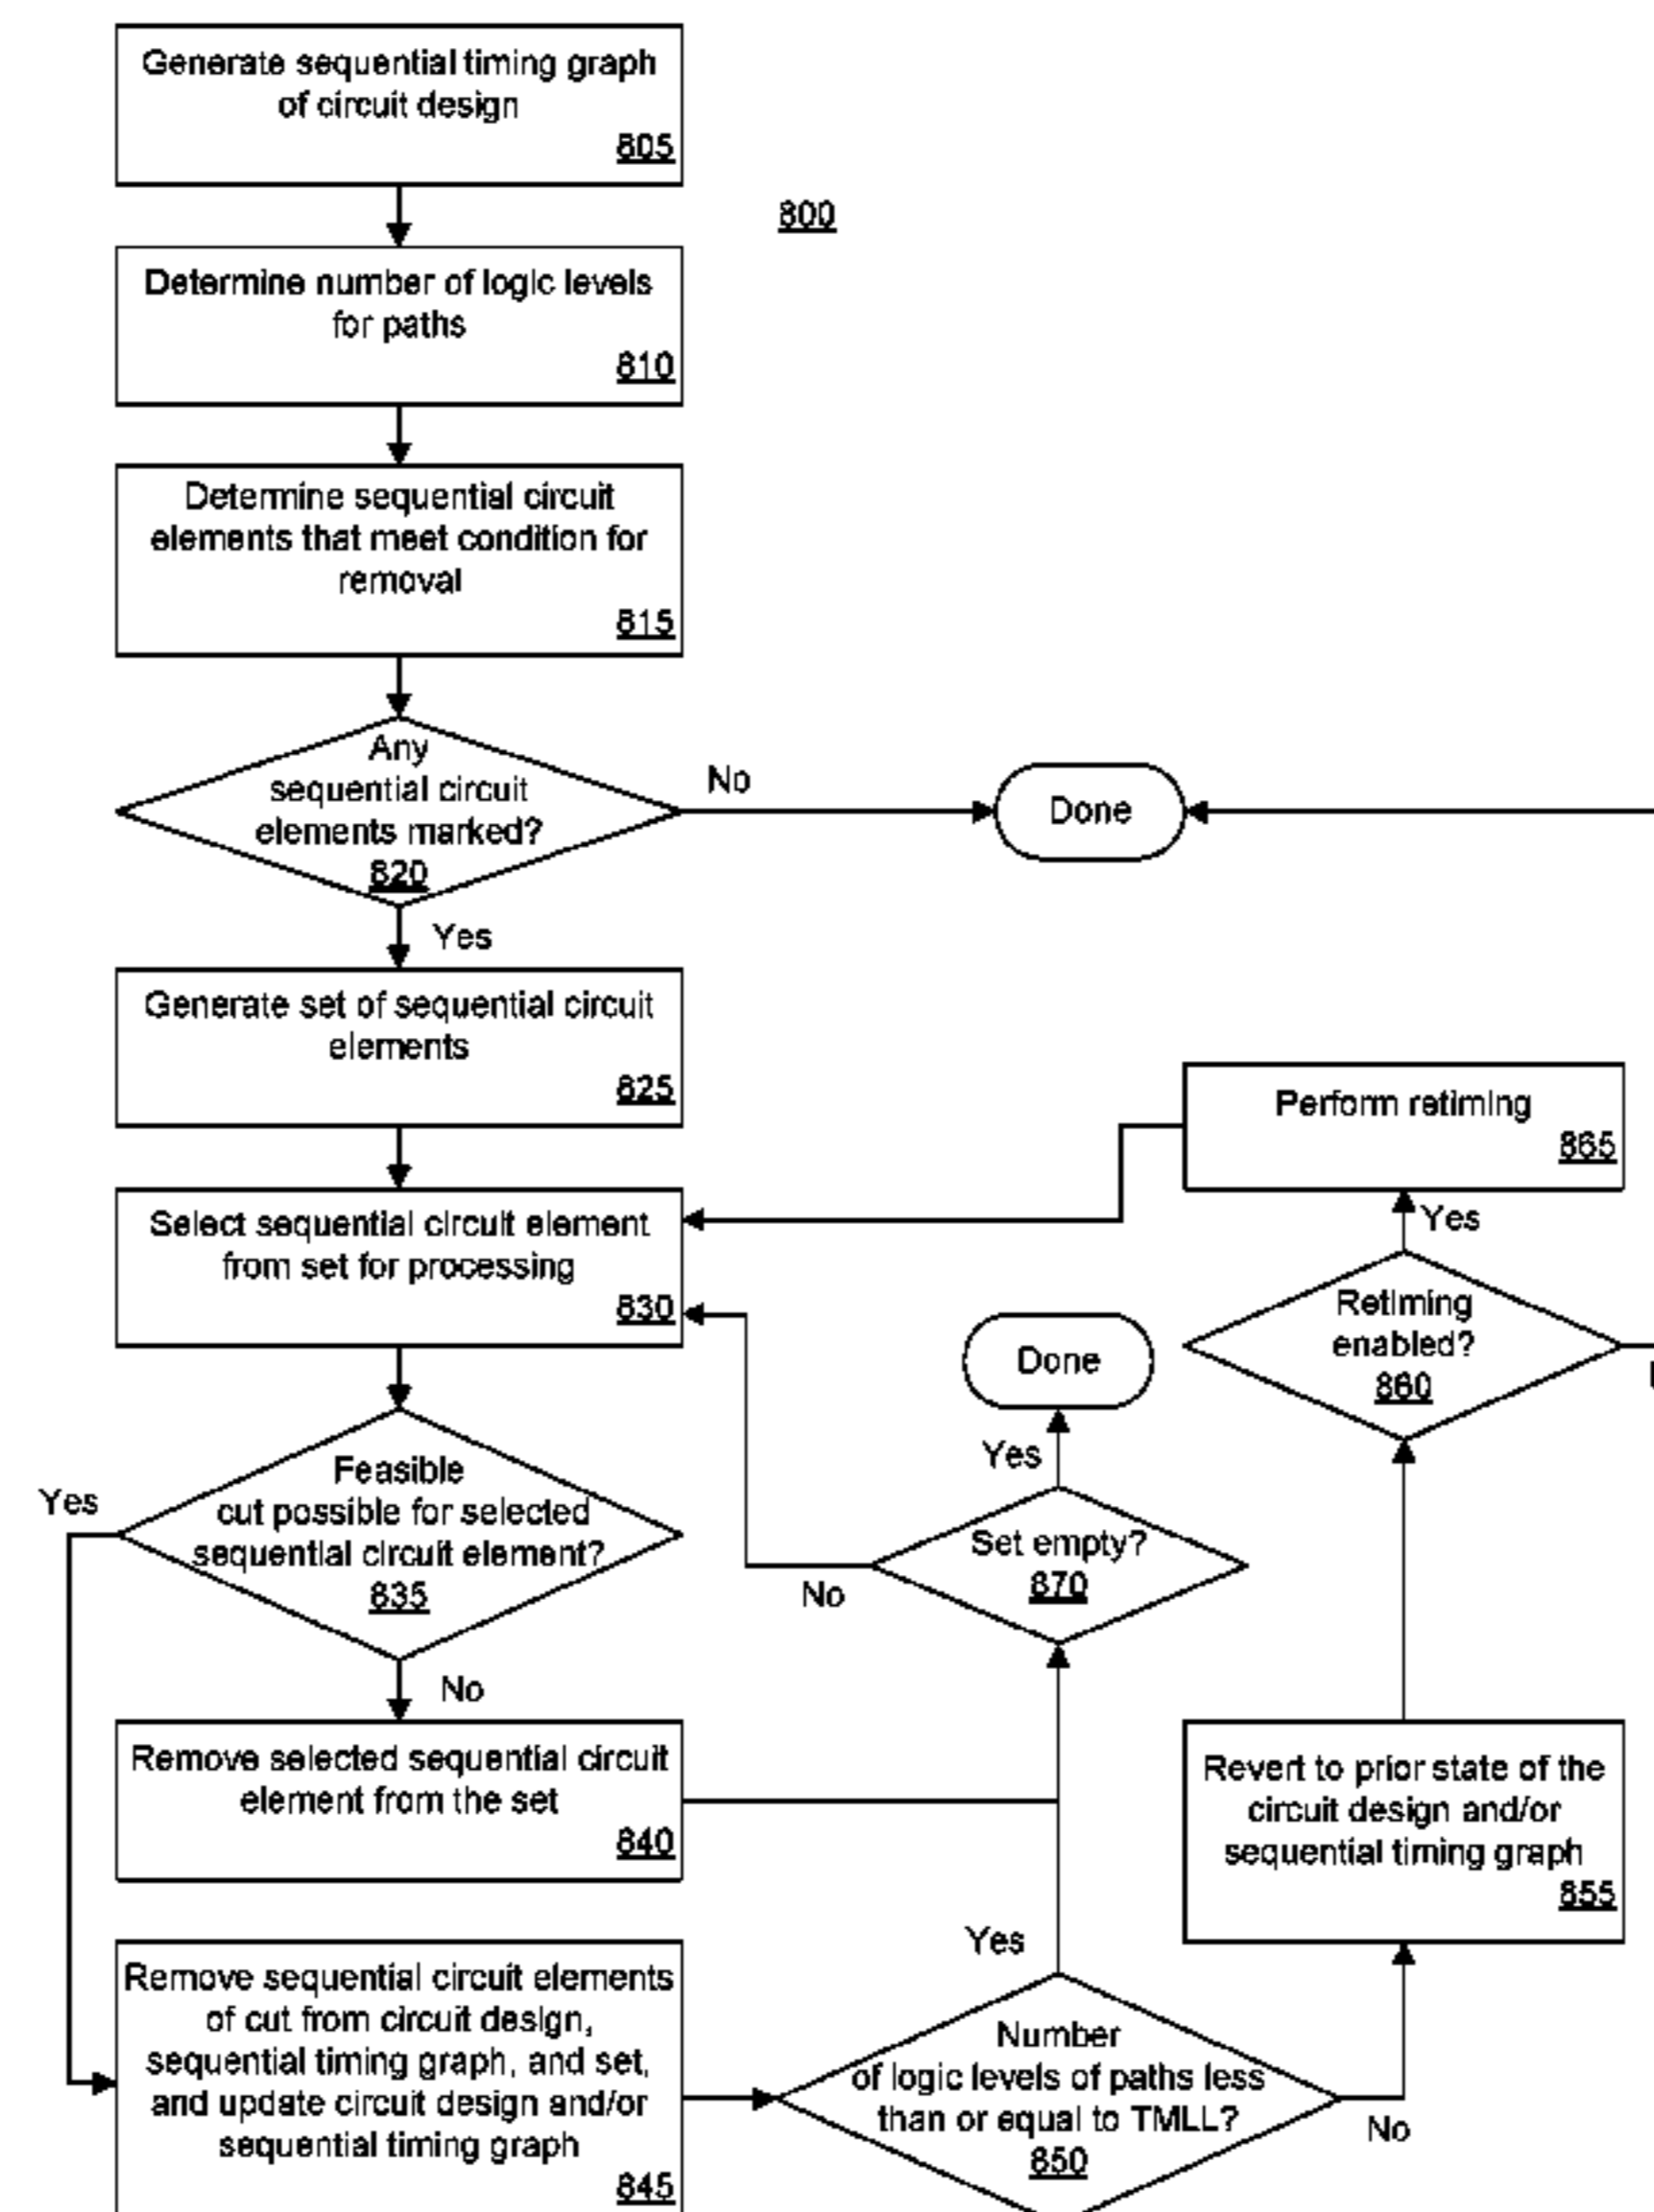 Generate sequential timing graph
of circuit design
805
800
Determine number of logic levels
for paths
810
Determine sequential circuit
elements that meet condition for
removal
815
Any
sequential circuit
elements marked?
820
No
Done
Yes
Generate set of sequential circuit
elements
825
Perform retiming
865
Select sequential circuit element
from set for processing
830
Yes
Retiming
enabled?
860
Done
Yes
Feasible
cut possible for selected
sequential circuit element?
835
Yes
Set empty?
870
No
No
Remove selected sequential circuit
element from the set
840
Revert to prior state of the
circuit design and/or
sequential timing graph
855
Yes
Remove sequential circuit elements
of cut from circuit design,
sequential timing graph, and set,
and update circuit design and/or
sequential timing graph
845
Number
of logic levels of paths less
than or equal to TMLL?
850
No